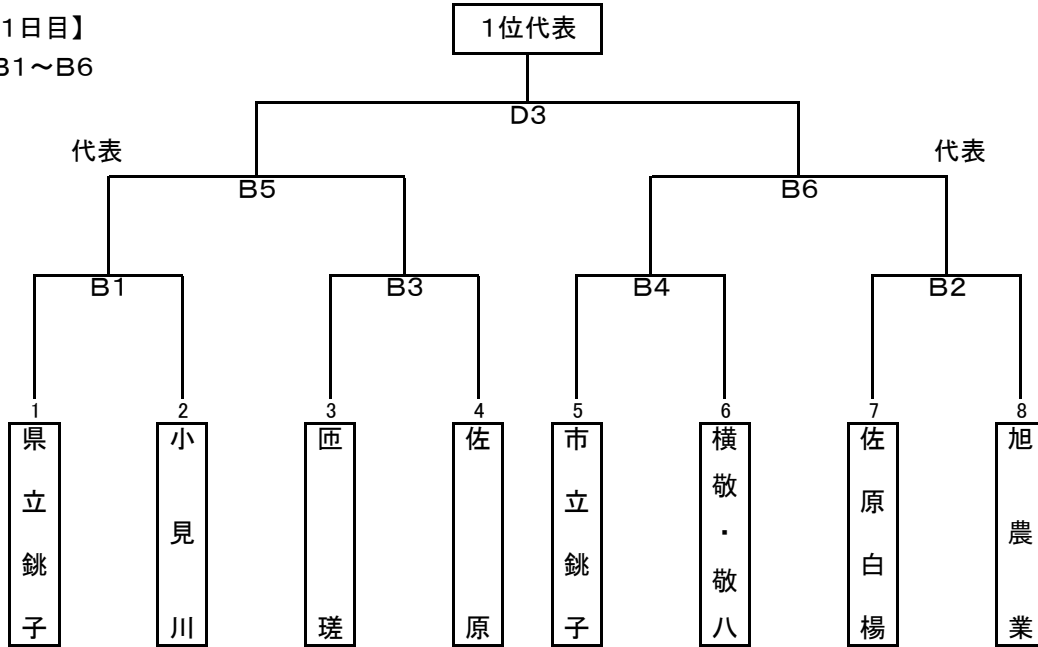 1日目】
1位代表
B1～B6
D3
代表
代表
B5
B6
B1
B3
B4
B2
1
2
3
4
5
6
7
8
県立銚子
小見川
匝瑳
佐原
市立銚子
横敬・敬八
佐原白楊
旭農業